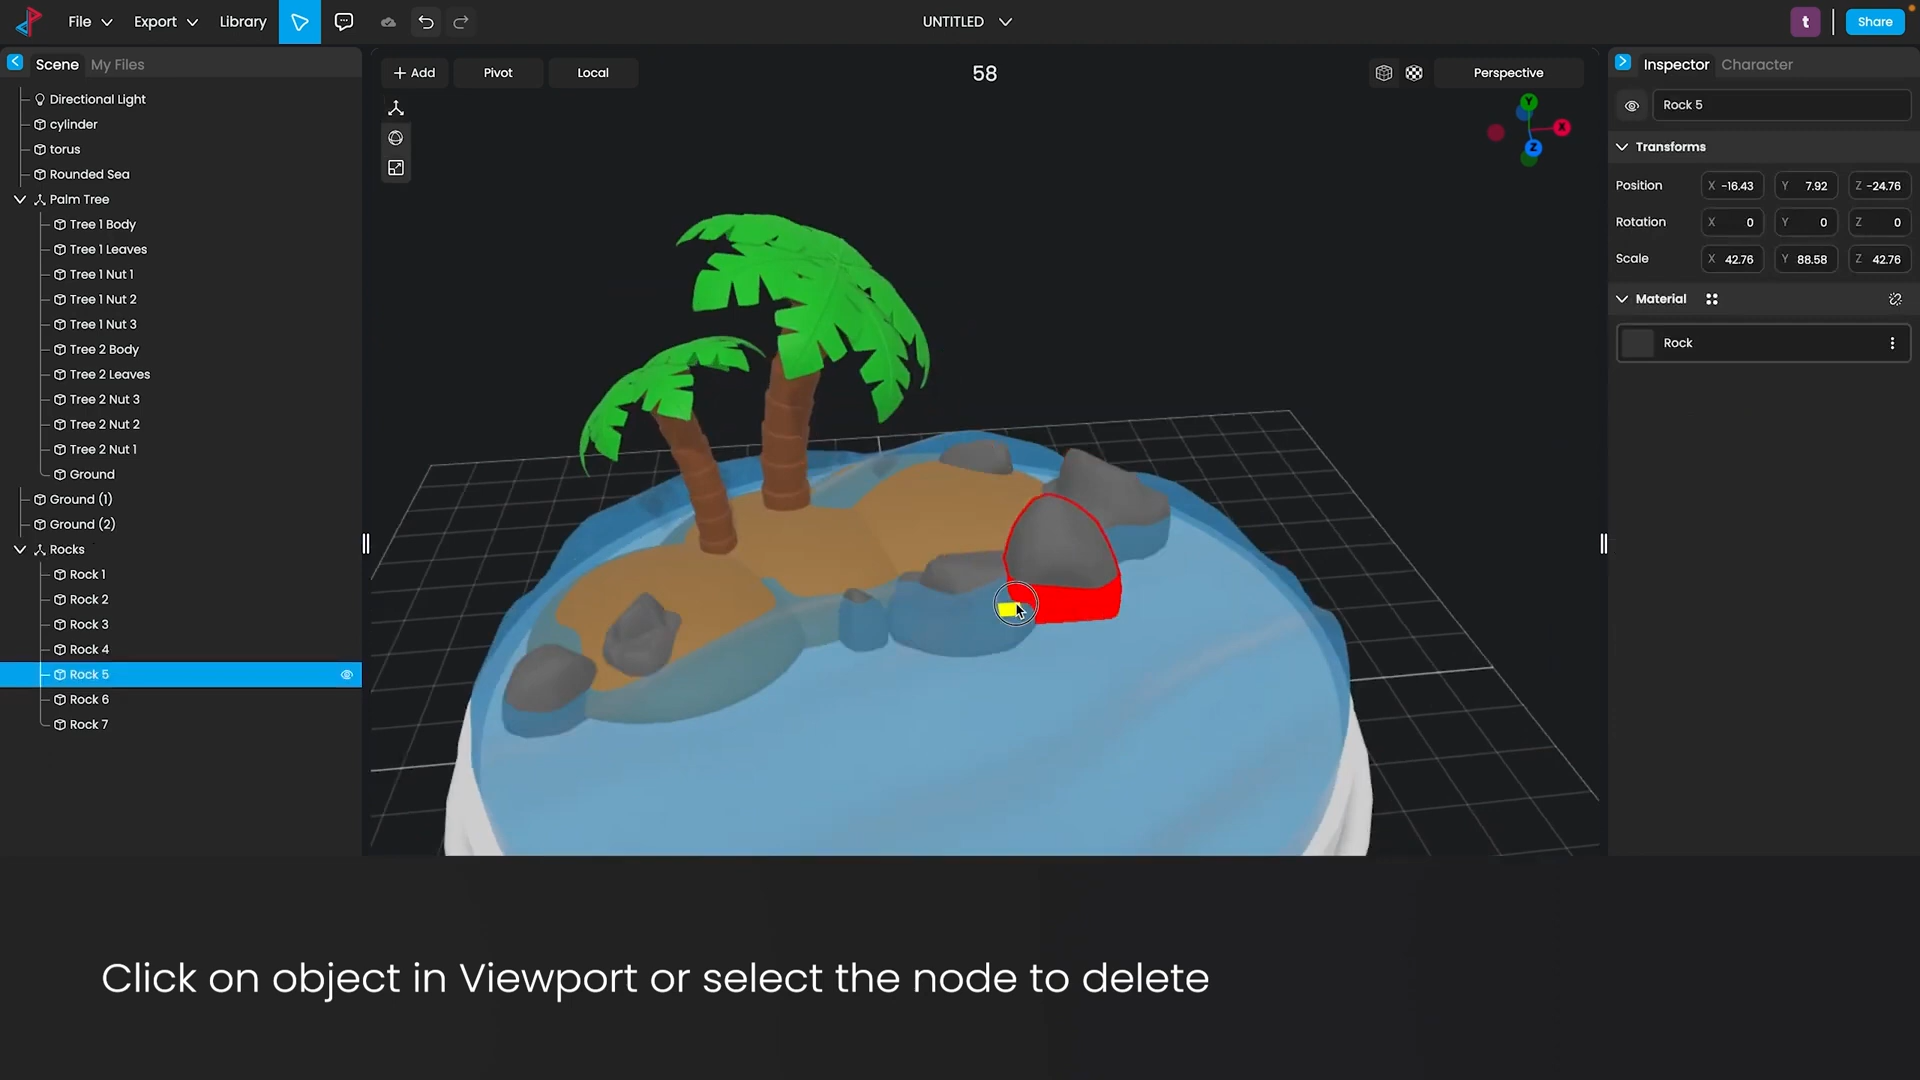 File Export Library UNTITLED t Share
Scene My Files
+ Add Pivot Local 58 Perspective
Y
X
Z
Directional Light
cylinder
torus
Rounded Sea
Palm Tree
Tree 1 Body
Tree 1 Leaves
Tree 1 Nut 1
Tree 1 Nut 2
Tree 1 Nut 3
Tree 2 Body
Tree 2 Leaves
Tree 2 Nut 3
Tree 2 Nut 2
Tree 2 Nut 1
Ground
Ground (1)
Ground (2)
Rocks
Rock 1
Rock 2
Rock 3
Rock 4
Rock 5
Rock 6
Rock 7
Inspector Character
Rock 5
Transforms
Position X -16.43 Y 7.92 Z -24.76
Rotation X 0 Y 0 Z 0
Scale X 42.76 Y 88.58 Z 42.76
Material
Rock
Click on object in Viewport or select the node to delete